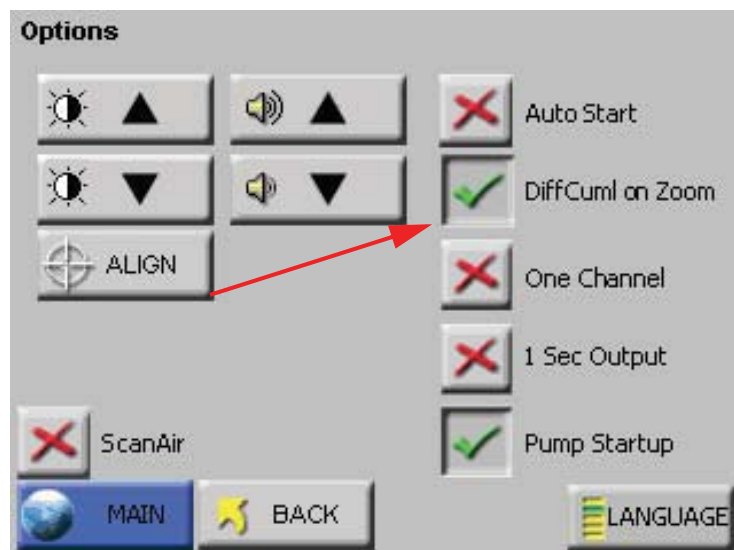 Options
Auto Start
DiffCuml on Zoom
ALIGN
One Channel
1 Sec Output
ScanAir
Pump Startup
MAIN
BACK
LANGUAGE